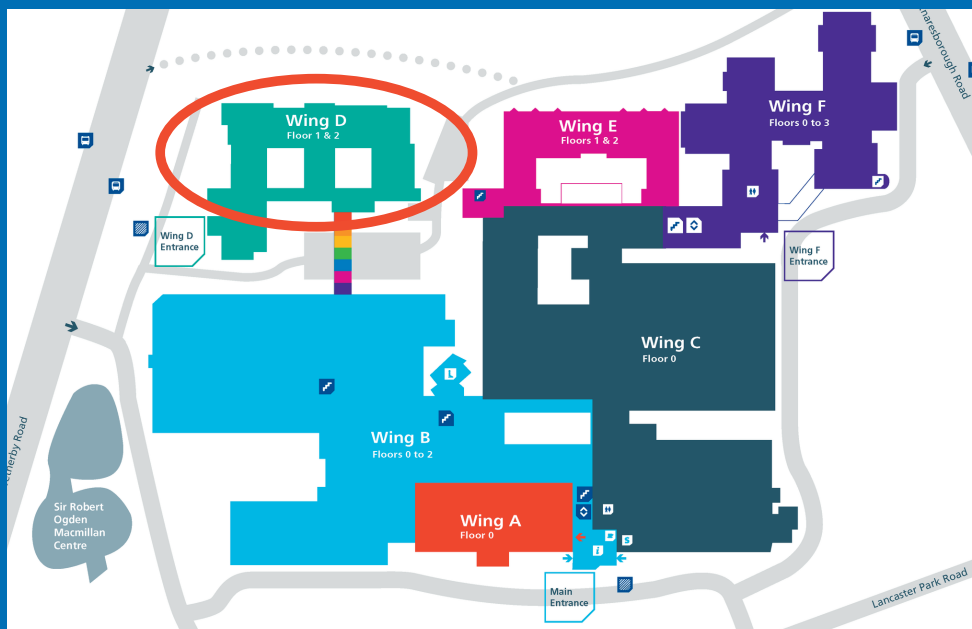 Knaresborough Road
Wing D
Floor 1 & 2
Wing E
Floors 1 & 2
Wing F
Floors 0 to 3
Wing D
Entrance
Wing F
Entrance
Wing C
Floor 0
L
Wing B
Floors 0 to 2
Wetherby Road
Sir Robert
Ogden
Macmillan
Centre
Wing A
Floor 0
S
i
Main
Entrance
Lancaster Park Road